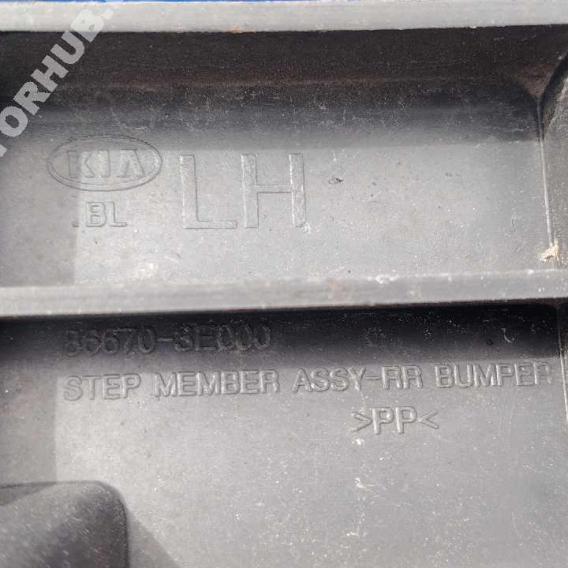 TORHUB.
KIA
BL LH
86670-3E000
STEP MEMBER ASSY-RR BUMPER
>PP<